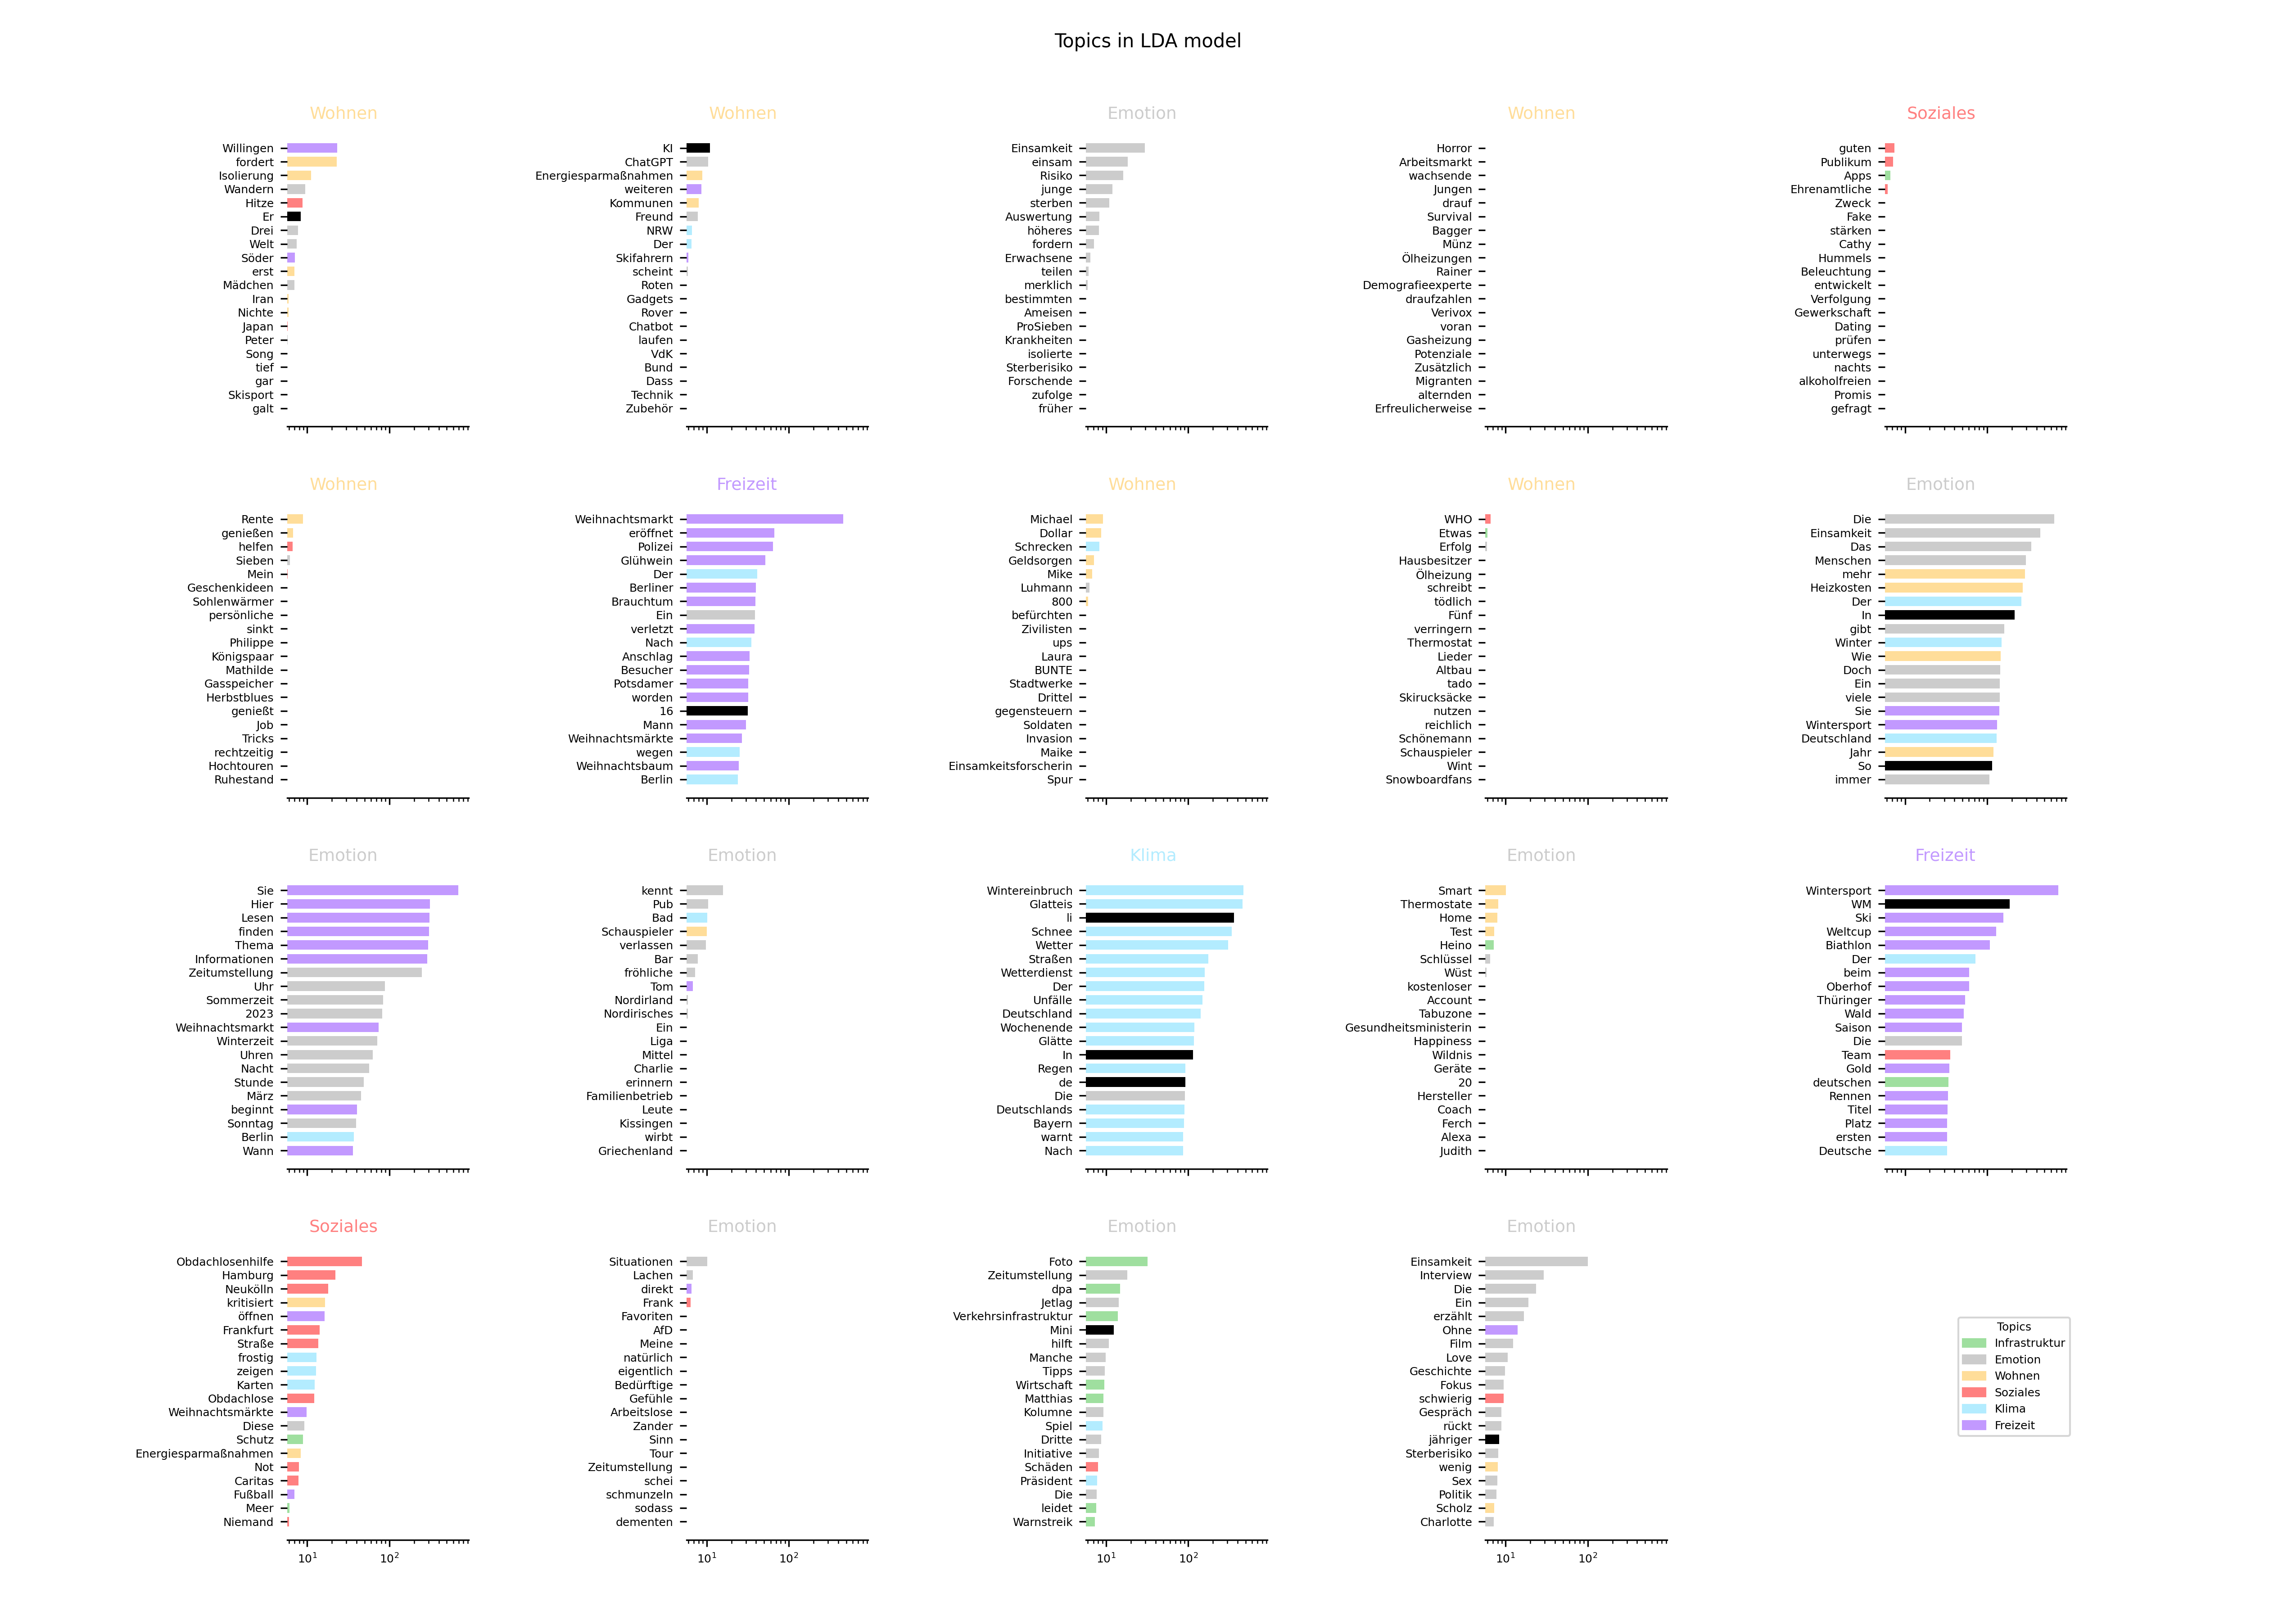 Topics in LDA model
Wohnen
Willingen
fordert
Isolierung
Wandern
Hitze
Er
Drei
Welt
Söder
erst
Mädchen
Iran
Nichte
Japan
Peter
Song
tief
gar
Skisport
galt
Wohnen
KI
ChatGPT
Energiesparmaßnahmen
weiteren
Kommunen
Freund
NRW
Der
Skifahrern
scheint
Roten
Gadgets
Rover
Chatbot
laufen
VdK
Bund
Dass
Technik
Zubehör
Emotion
Einsamkeit
einsam
Risiko
junge
sterben
Auswertung
höheres
fordern
Erwachsene
teilen
merklich
bestimmten
Ameisen
ProSieben
Krankheiten
isolierte
Sterberisiko
Forschende
zufolge
früher
Wohnen
Horror
Arbeitsmarkt
wachsende
Jungen
drauf
Survival
Bagger
Münz
Ölheizungen
Rainer
Demografieexperte
draufzahlen
Verivox
voran
Gasheizung
Potenziale
Zusätzlich
Migranten
alternden
Erfreulicherweise
Soziales
guten
Publikum
Apps
Ehrenamtliche
Zweck
Fake
stärken
Cathy
Hummels
Beleuchtung
entwickelt
Verfolgung
Gewerkschaft
Dating
prüfen
unterwegs
nachts
alkoholfreien
Promis
gefragt
Wohnen
Rente
genießen
helfen
Sieben
Mein
Geschenkideen
Sohlenwärmer
persönliche
sinkt
Philippe
Königspaar
Mathilde
Gasspeicher
Herbstblues
genießt
Job
Tricks
rechtzeitig
Hochtouren
Ruhestand
Freizeit
Weihnachtsmarkt
eröffnet
Polizei
Glühwein
Der
Berliner
Brauchtum
Ein
verletzt
Nach
Anschlag
Besucher
Potsdamer
worden
16
Mann
Weihnachtsmärkte
wegen
Weihnachtsbaum
Berlin
Wohnen
Michael
Dollar
Schrecken
Geldsorgen
Mike
Luhmann
800
befürchten
Zivilisten
ups
Laura
BUNTE
Stadtwerke
Drittel
gegensteuern
Soldaten
Invasion
Maike
Einsamkeitsforscherin
Spur
Wohnen
WHO
Etwas
Erfolg
Hausbesitzer
Ölheizung
schreibt
tödlich
Fünf
verringern
Thermostat
Lieder
Altbau
tado
Skirucksäcke
nutzen
reichlich
Schönemann
Schauspieler
Wint
Snowboardfans
Emotion
Die
Einsamkeit
Das
Menschen
mehr
Heizkosten
Der
In
gibt
Winter
Wie
Doch
Ein
viele
Sie
Wintersport
Deutschland
Jahr
So
immer
Emotion
Sie
Hier
Lesen
finden
Thema
Informationen
Zeitumstellung
Uhr
Sommerzeit
2023
Weihnachtsmarkt
Winterzeit
Uhren
Nacht
Stunde
März
beginnt
Sonntag
Berlin
Wann
Emotion
kennt
Pub
Bad
Schauspieler
verlassen
Bar
fröhliche
Tom
Nordirland
Nordirisches
Ein
Liga
Mittel
Charlie
erinnern
Familienbetrieb
Leute
Kissingen
wirbt
Griechenland
Klima
Wintereinbruch
Glatteis
li
Schnee
Wetter
Straßen
Wetterdienst
Der
Unfälle
Deutschland
Wochenende
Glätte
In
Regen
de
Die
Deutschlands
Bayern
warnt
Nach
Emotion
Smart
Thermostate
Home
Test
Heino
Schlüssel
Wüst
kostenloser
Account
Tabuzone
Gesundheitsministerin
Happiness
Wildnis
Geräte
20
Hersteller
Coach
Ferch
Alexa
Judith
Freizeit
Wintersport
WM
Ski
Weltcup
Biathlon
Der
beim
Oberhof
Thüringer
Wald
Saison
Die
Team
Gold
deutschen
Rennen
Titel
Platz
ersten
Deutsche
Soziales
Obdachlosenhilfe
Hamburg
Neukölln
kritisiert
öffnen
Frankfurt
Straße
frostig
zeigen
Karten
Obdachlose
Weihnachtsmärkte
Diese
Schutz
Energiesparmaßnahmen
Not
Caritas
Fußball
Meer
Niemand
10¹ 10²
Emotion
Situationen
Lachen
direkt
Frank
Favoriten
AfD
Meine
natürlich
eigentlich
Bedürftige
Gefühle
Arbeitslose
Zander
Sinn
Tour
Zeitumstellung
schei
schmunzeln
sodass
dementen
10¹ 10²
Emotion
Foto
Zeitumstellung
dpa
Jetlag
Verkehrsinfrastruktur
Mini
hilft
Manche
Tipps
Wirtschaft
Matthias
Kolumne
Spiel
Dritte
Initiative
Schäden
Präsident
Die
leidet
Warnstreik
10¹ 10²
Emotion
Einsamkeit
Interview
Die
Ein
erzählt
Ohne
Film
Love
Geschichte
Fokus
schwierig
Gespräch
rückt
jähriger
Sterberisiko
wenig
Sex
Politik
Scholz
Charlotte
10¹ 10²
Topics
Infrastruktur
Emotion
Wohnen
Soziales
Klima
Freizeit